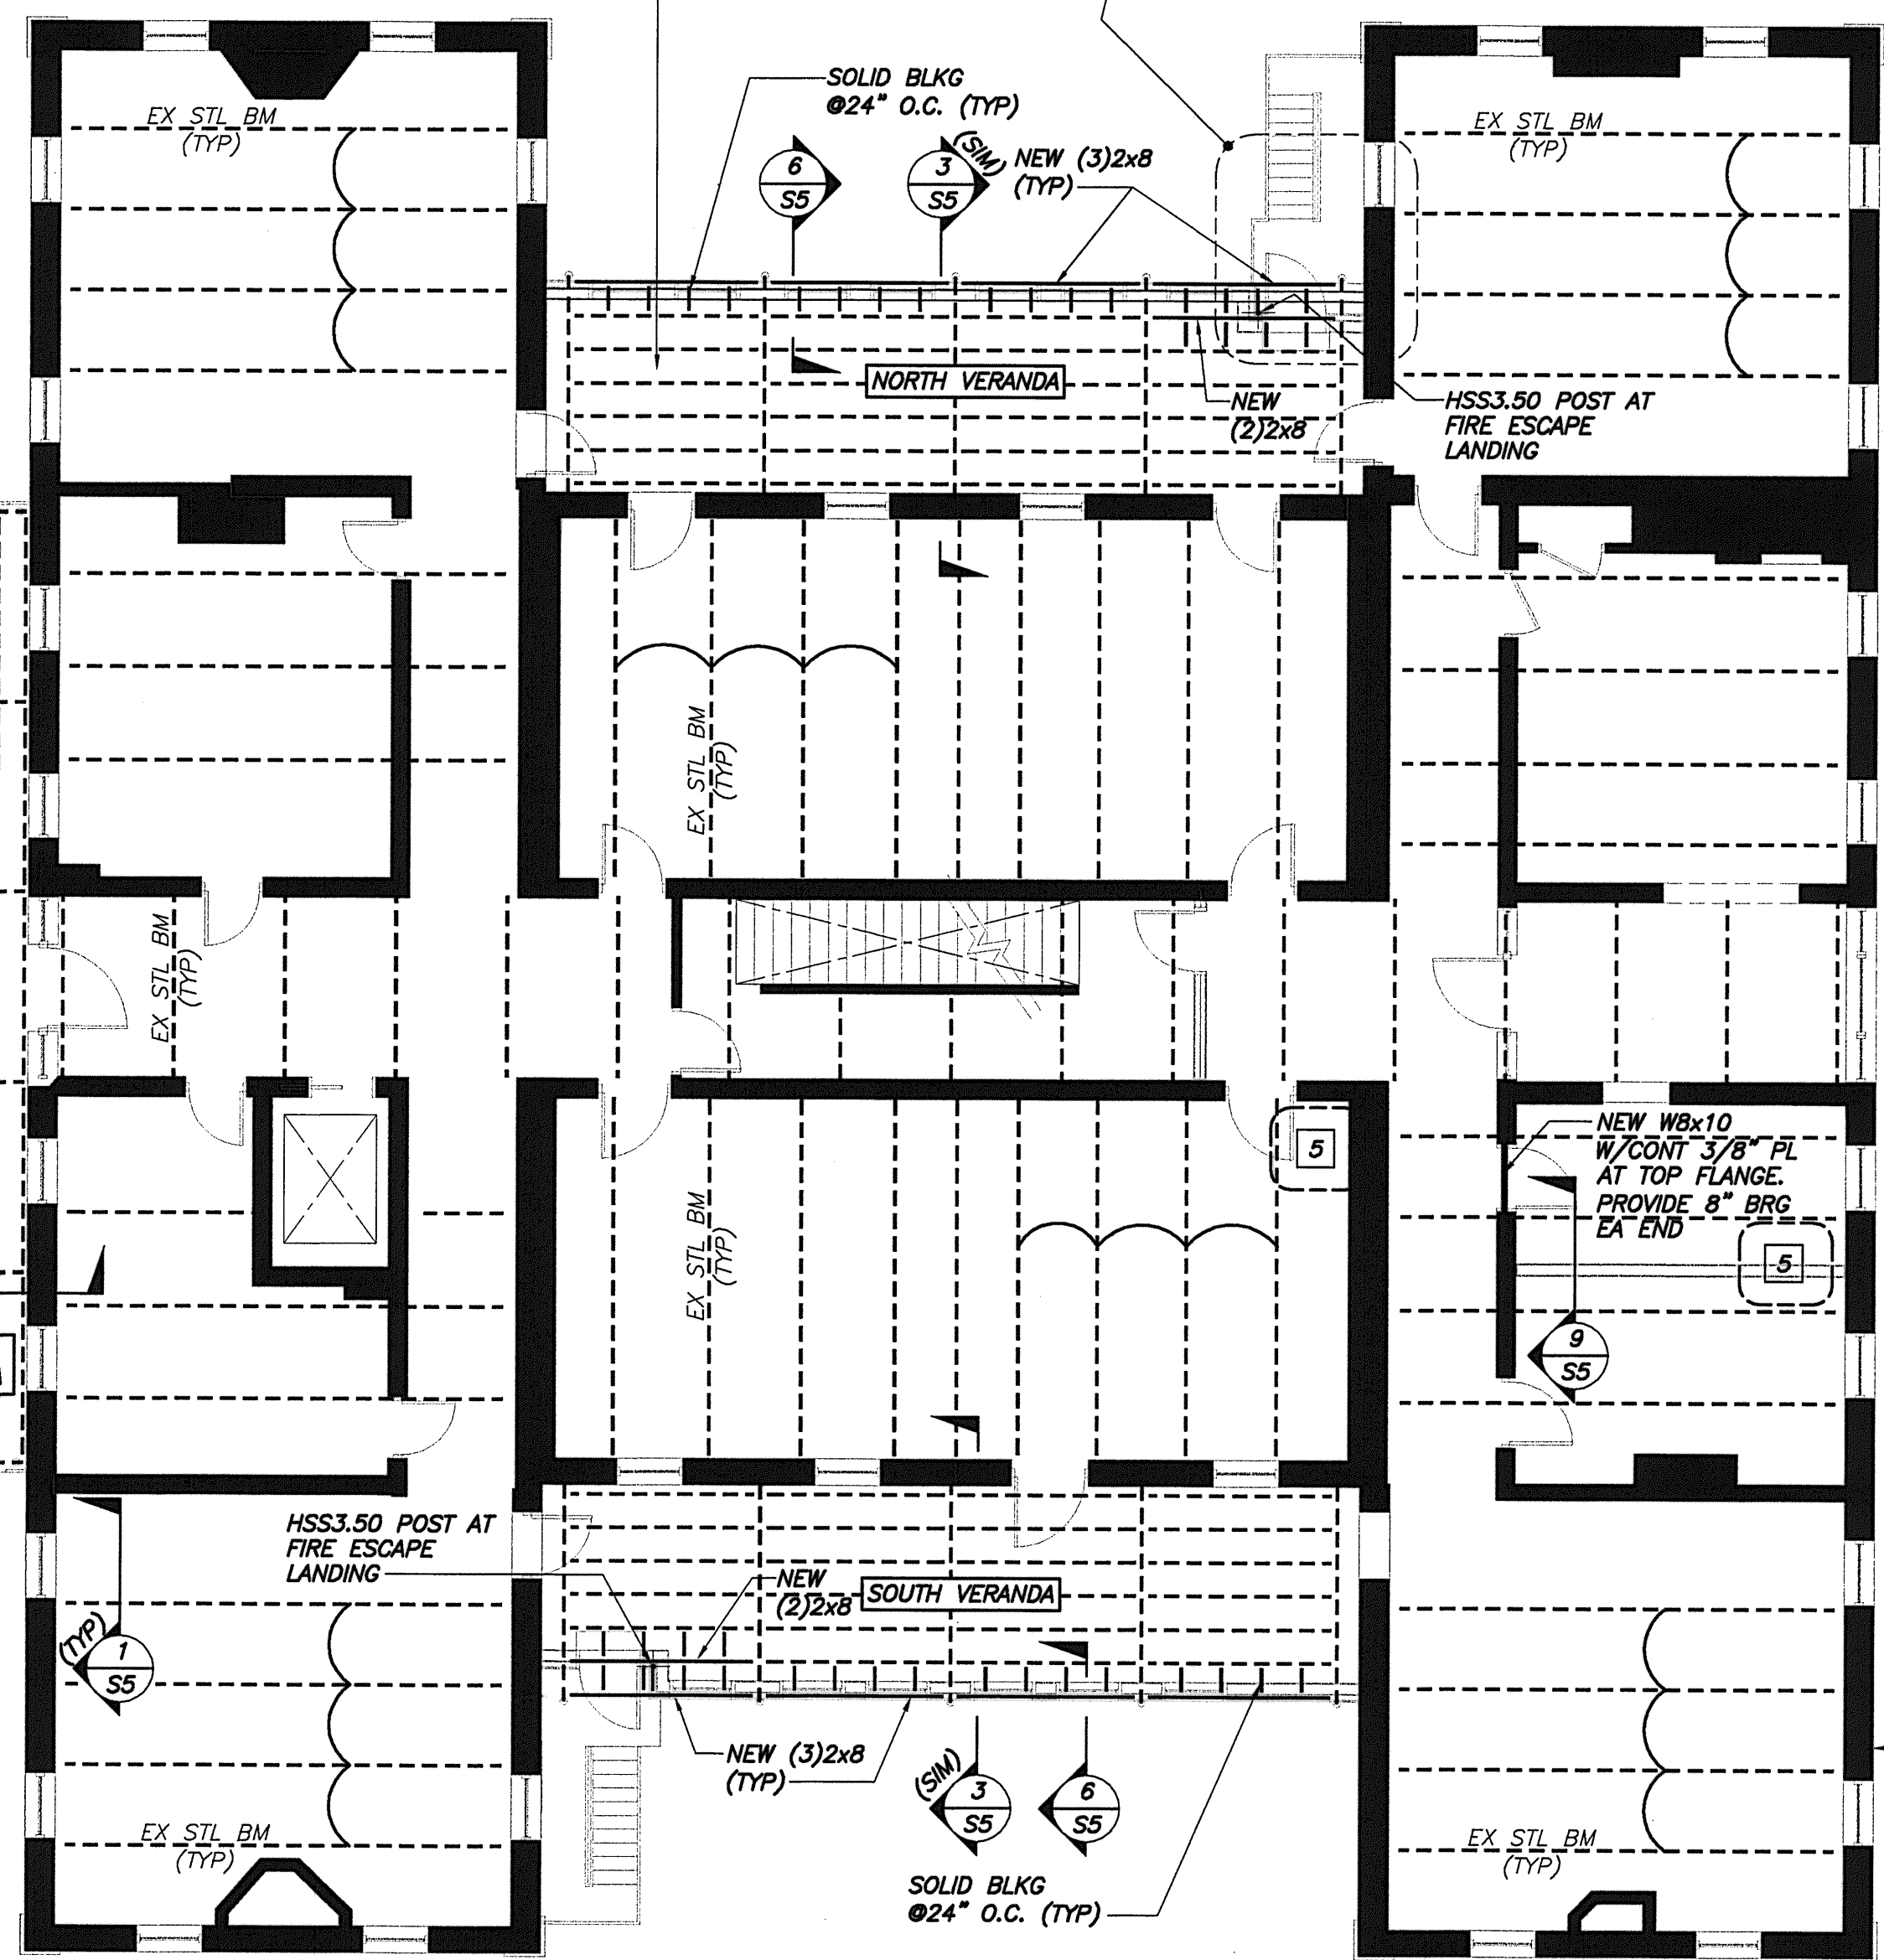 SOLID BLKG
@24" O.C. (TYP)
EX STL BM
(TYP)
EX STL BM
(TYP)
6
S5
3
S5
(SIM)
NEW (3)2x8
(TYP)
NORTH VERANDA
NEW
(2)2x8
HSS3.50 POST AT
FIRE ESCAPE
LANDING
EX STL BM
(TYP)
EX STL BM
(TYP)
NEW W8x10
W/CONT 3/8" PL
AT TOP FLANGE.
PROVIDE 8" BRG
EA END
5
5
EX STL BM
(TYP)
9
S5
HSS3.50 POST AT
FIRE ESCAPE
LANDING
NEW
(2)2x8
SOUTH VERANDA
(TYP)
1
S5
NEW (3)2x8
(TYP)
(SIM)
3
S5
6
S5
EX STL BM
(TYP)
EX STL BM
(TYP)
SOLID BLKG
@24" O.C. (TYP)